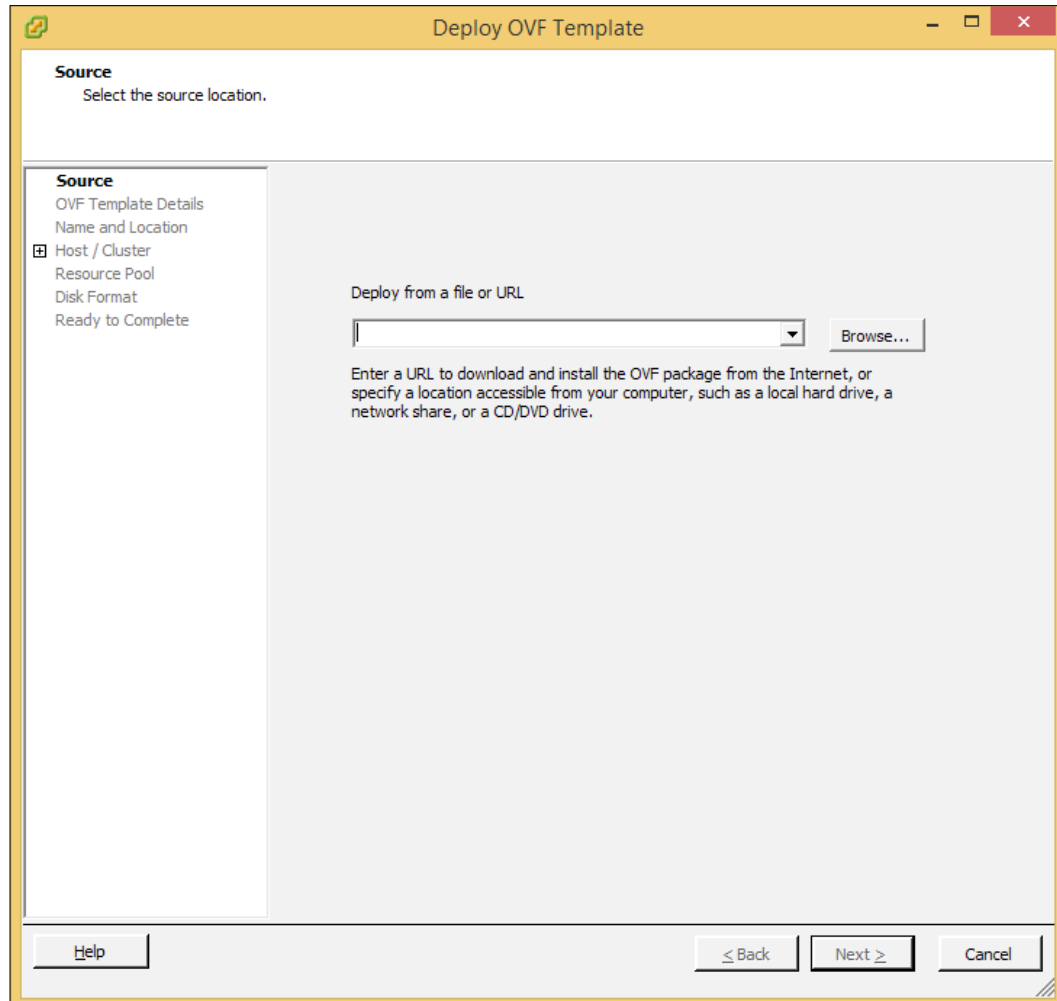 Deploy OVF Template
Source
Select the source location.
Source
OVF Template Details
Name and Location
Host / Cluster
Resource Pool
Disk Format
Ready to Complete
Deploy from a file or URL
Browse...
Enter a URL to download and install the OVF package from the Internet, or
specify a location accessible from your computer, such as a local hard drive, a
network share, or a CD/DVD drive.
Help
< Back
Next >
Cancel